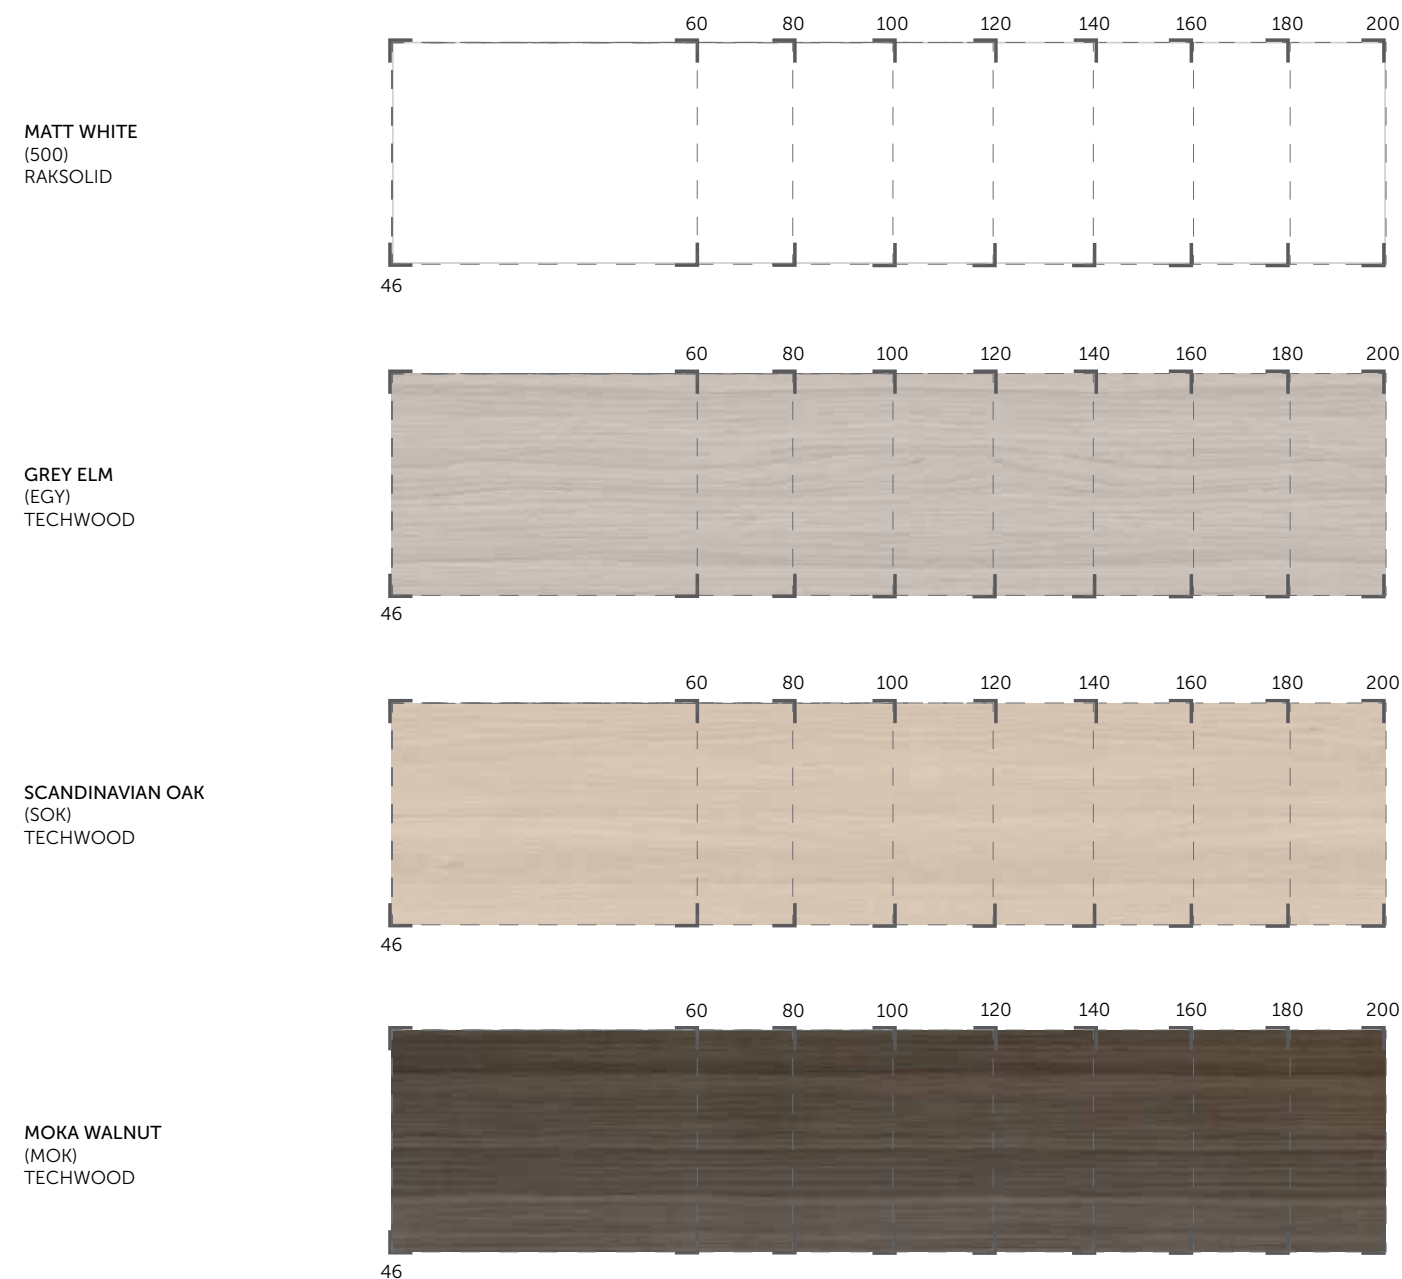 60 80 100 120 140 160 180 200
MATT WHITE
(500)
RAKSOLID
46
60 80 100 120 140 160 180 200
GREY ELM
(EGY)
TECHWOOD
46
60 80 100 120 140 160 180 200
SCANDINAVIAN OAK
(SOK)
TECHWOOD
46
60 80 100 120 140 160 180 200
MOKA WALNUT
(MOK)
TECHWOOD
46